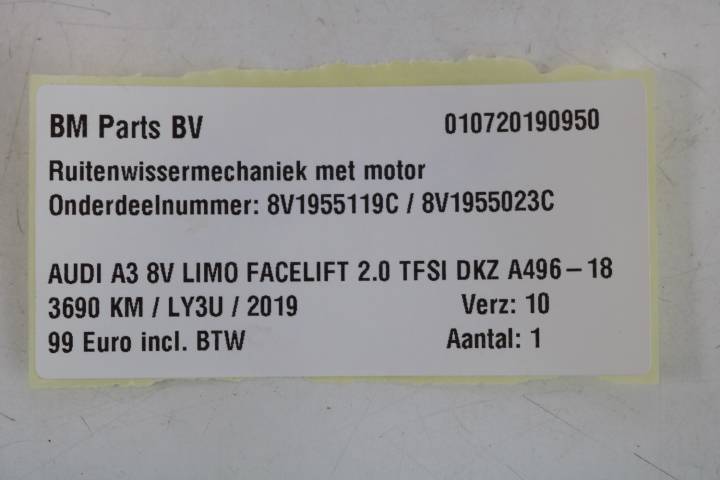 BM Parts BV 010720190950
Ruitenwissermechaniek met motor
Onderdeelnummer: 8V1955119C / 8V1955023C
AUDI A3 8V LIMO FACELIFT 2.0 TFSI DKZ A496-18
3690 KM / LY3U / 2019 Verz: 10
99 Euro incl. BTW Aantal: 1